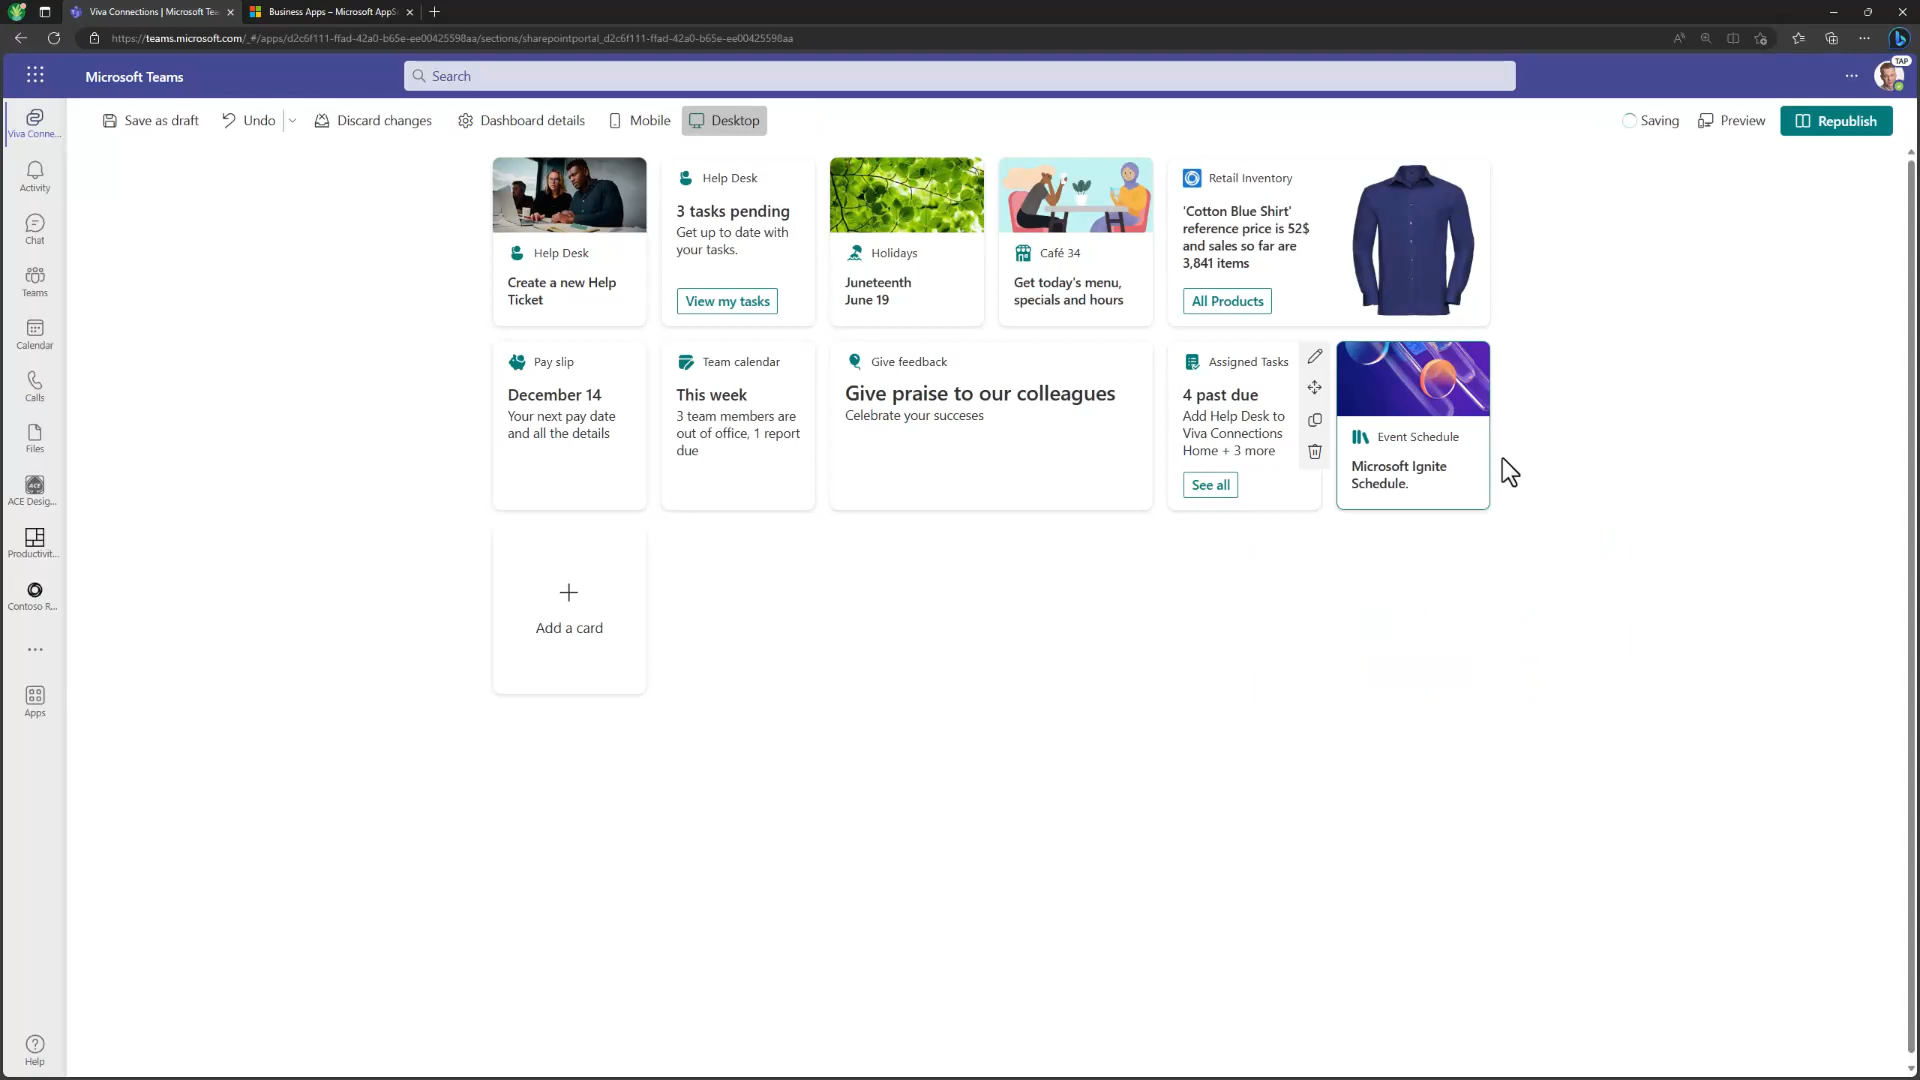 Viva Connections | Microsoft Tea
Business Apps – Microsoft AppS
https://teams.microsoft.com/_#/apps/d2c6f111-ffad-42a0-b65e-ee00425598aa/sections/sharepointportal_d2c6f111-ffad-42a0-b65e-ee00425598aa
Microsoft Teams
Search
TAP
Viva Conne...
Activity
Chat
Teams
Calendar
Calls
Files
ACE
ACE Desig...
Productivit...
Contoso R...
Apps
Help
Save as draft
Undo
Discard changes
Dashboard details
Mobile
Desktop
Saving
Preview
Republish
Help Desk
Create a new Help
Ticket
Help Desk
3 tasks pending
Get up to date with
your tasks.
View my tasks
Holidays
Juneteenth
June 19
Café 34
Get today's menu,
specials and hours
Retail Inventory
'Cotton Blue Shirt'
reference price is 52$
and sales so far are
3,841 items
All Products
Pay slip
December 14
Your next pay date
and all the details
Team calendar
This week
3 team members are
out of office, 1 report
due
Give feedback
Give praise to our colleagues
Celebrate your succeses
Assigned Tasks
4 past due
Add Help Desk to
Viva Connections
Home + 3 more
See all
Event Schedule
Microsoft Ignite
Schedule.
Add a card